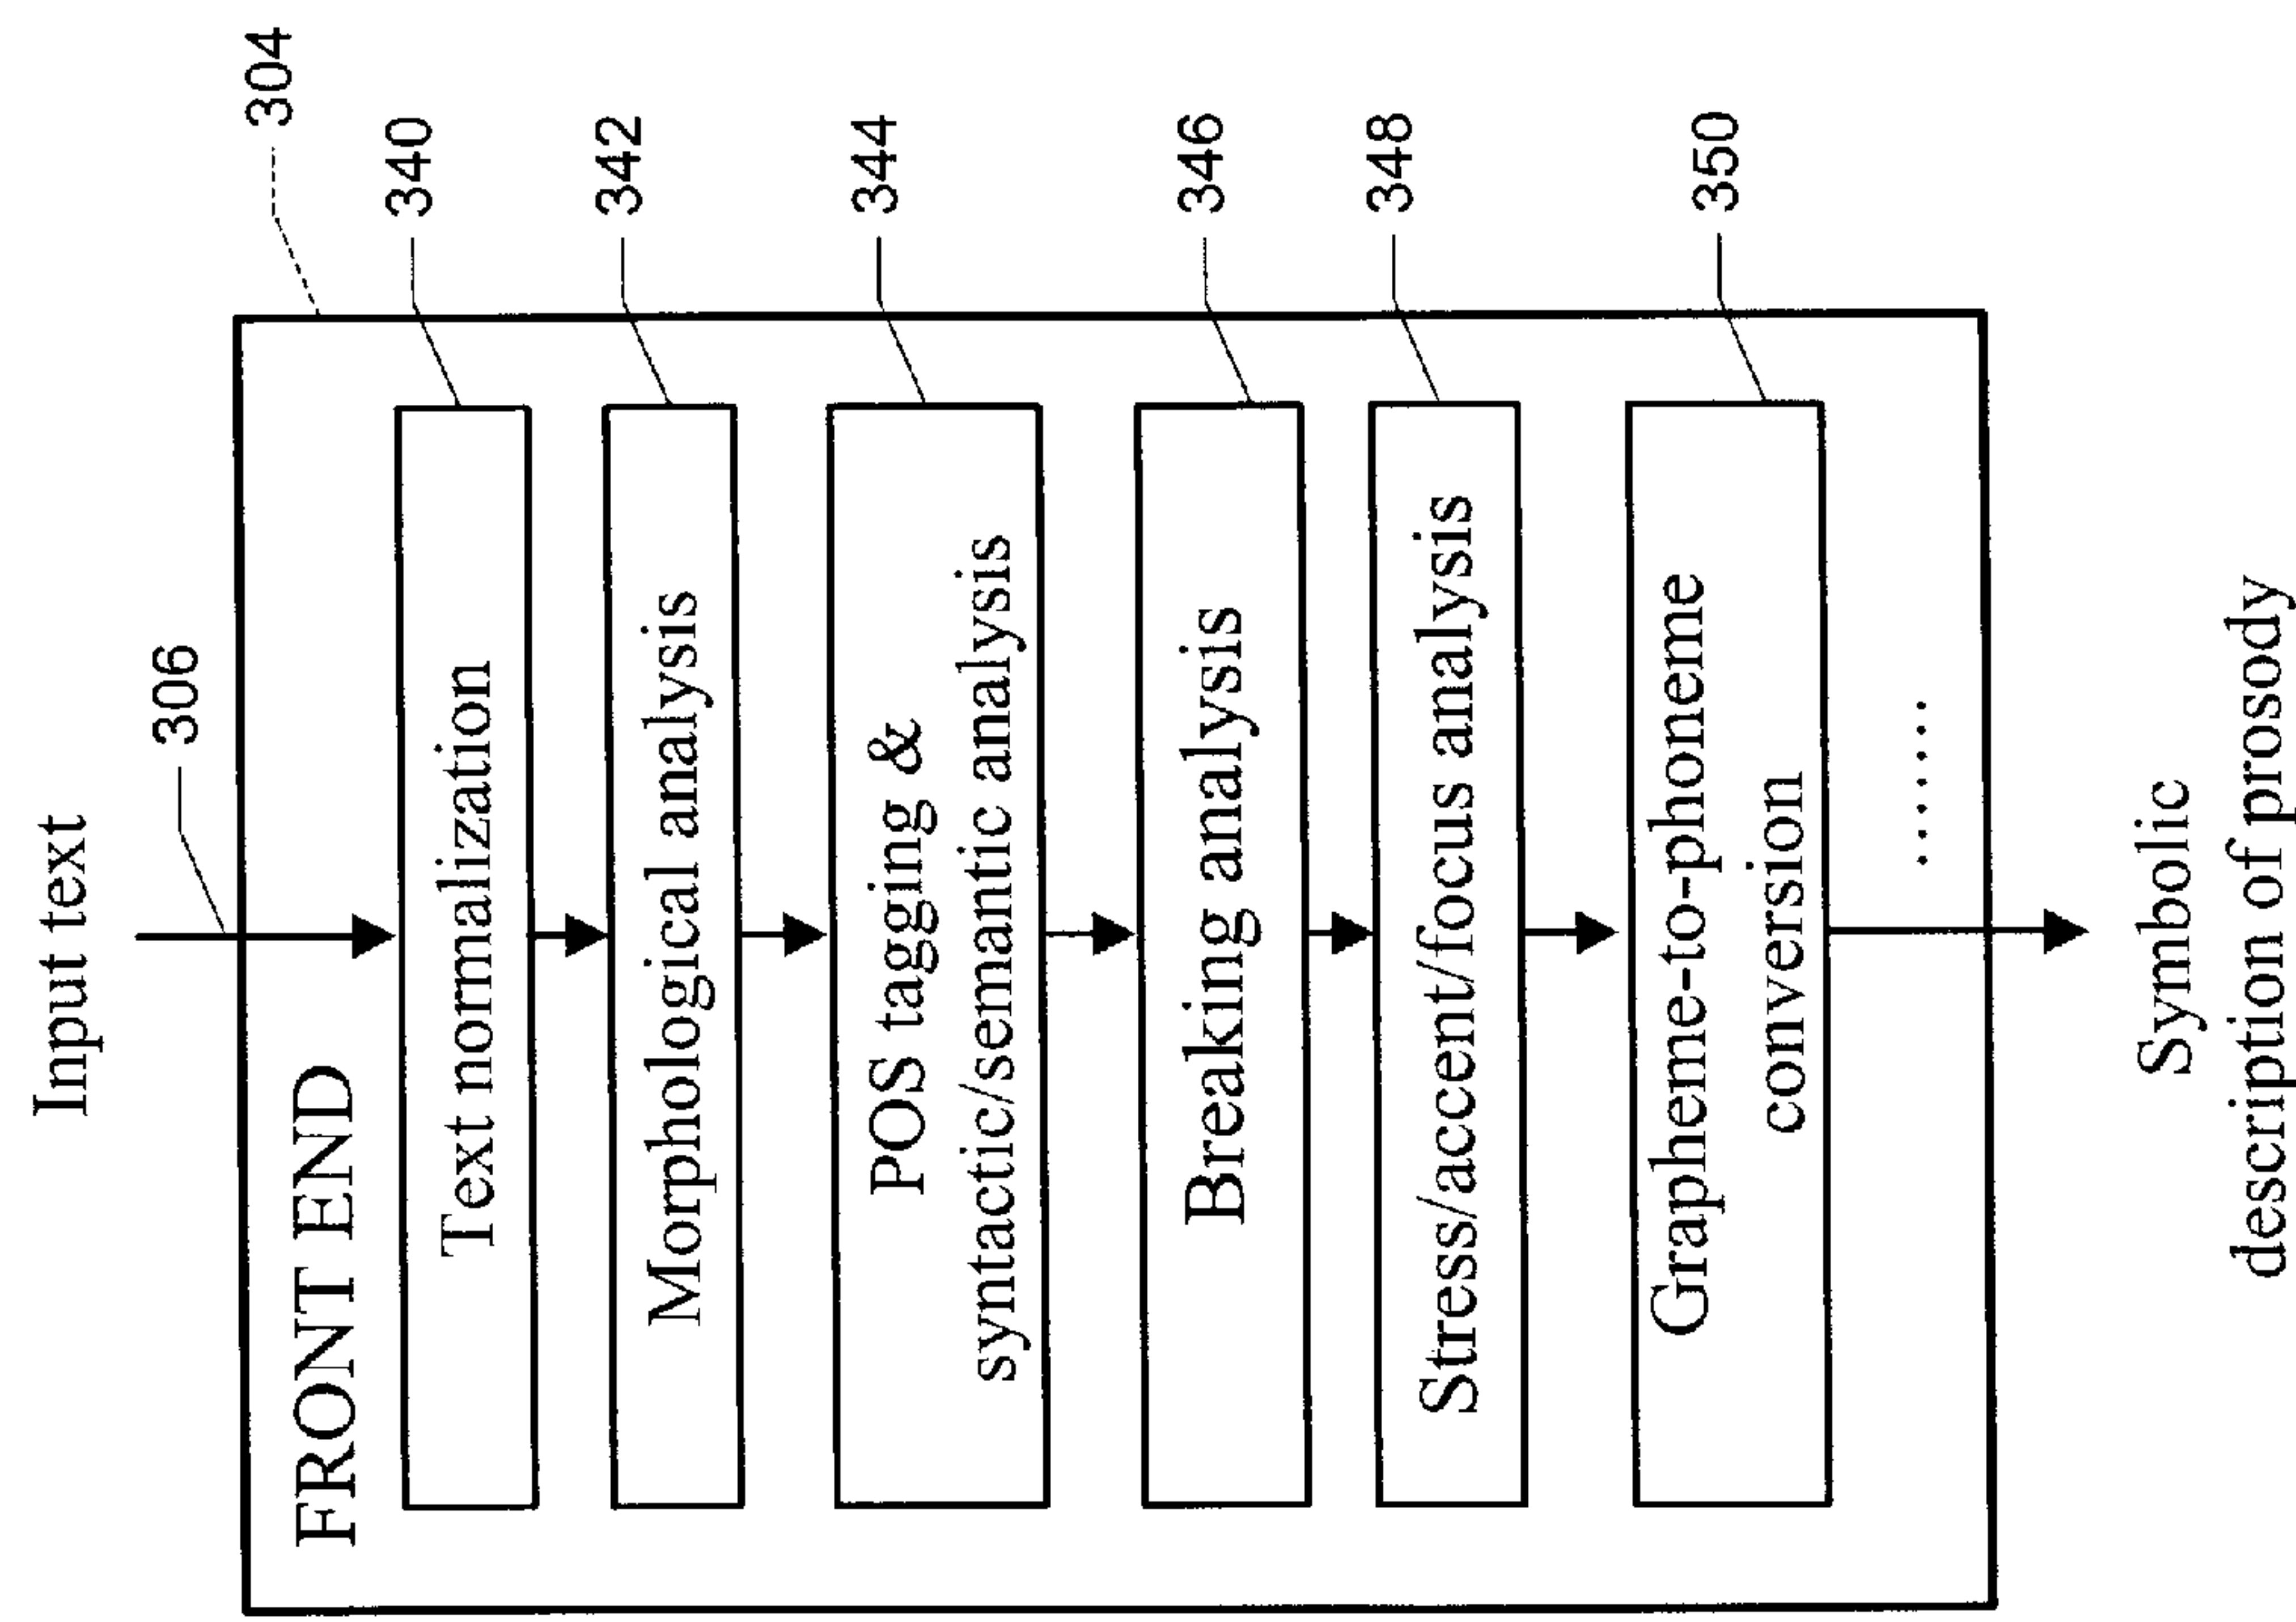 Input text
306
304
FRONT END
Text normalization
340
Morphological analysis
342
POS tagging &
syntactic/semantic analysis
344
Breaking analysis
346
Stress/accent/focus analysis
348
Grapheme-to-phoneme
conversion
350
.......
Symbolic
description of prosody